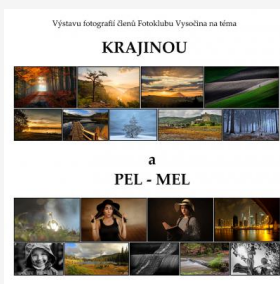 Výstavu fotografií členů Fotoklubu Vysočina na téma
KRAJINOU
a
PEL - MEL